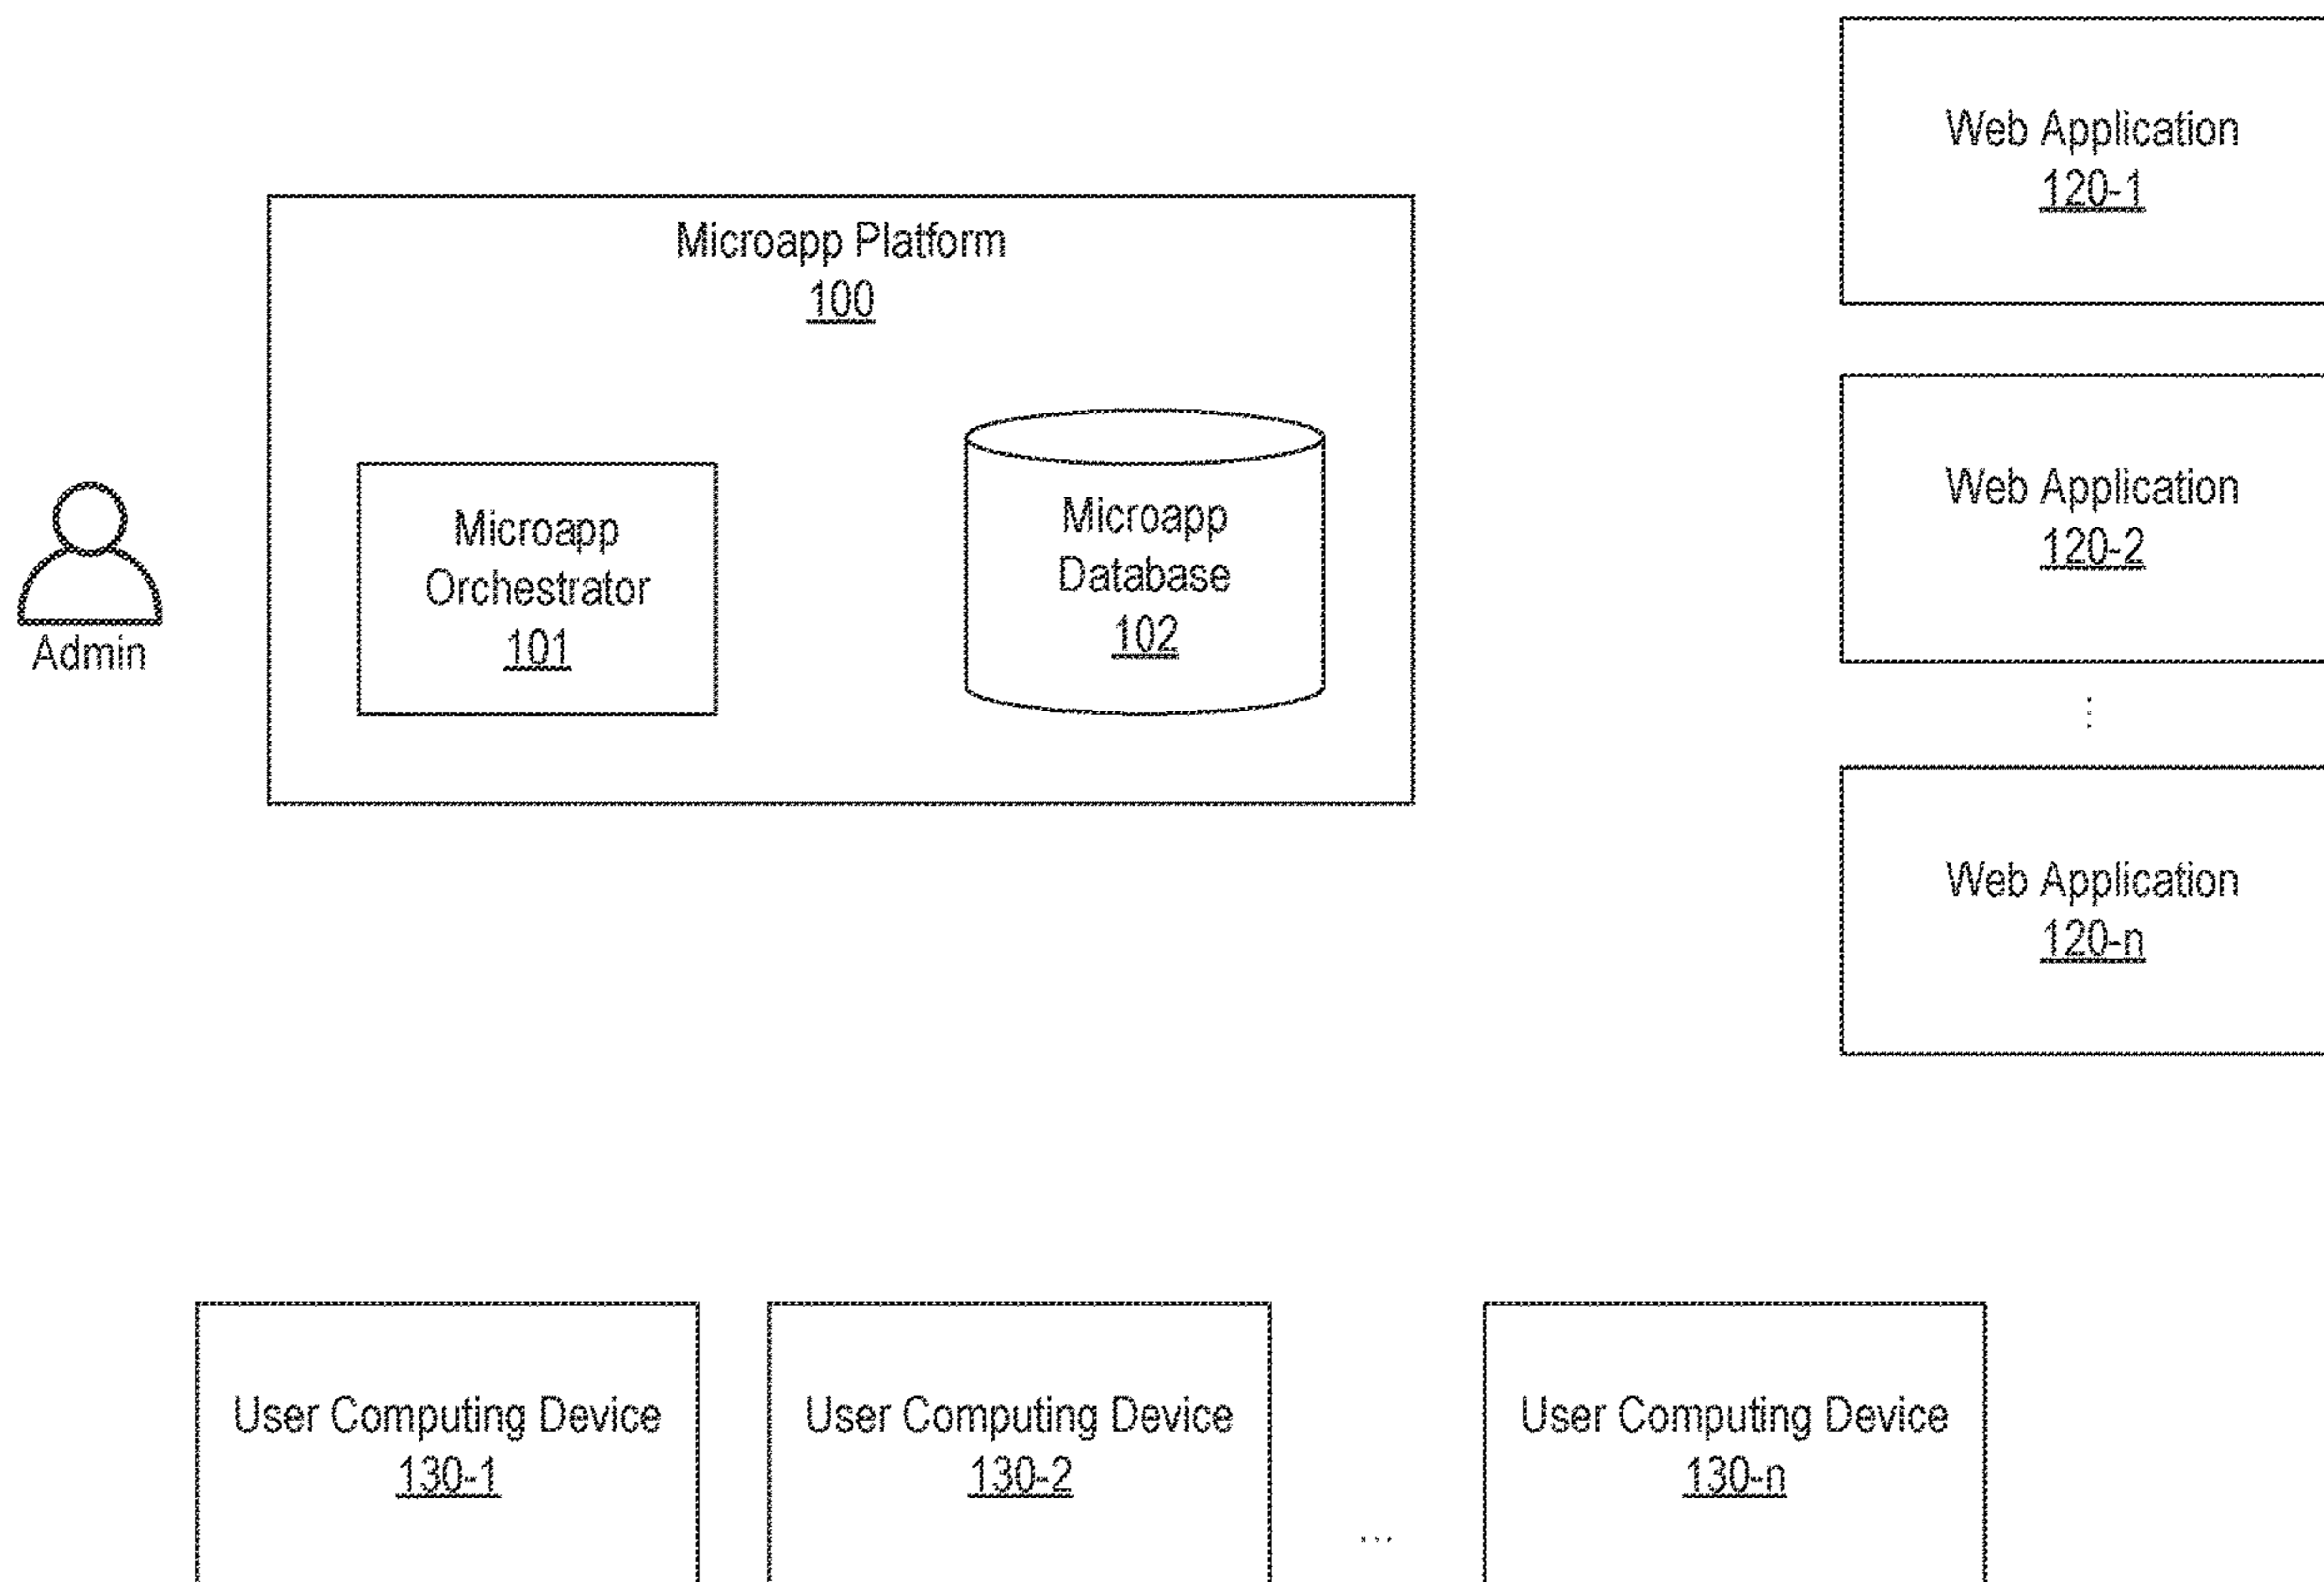 Web Application
120-1
Microapp Platform
100
Web Application
120-2
Microapp
Orchestrator
101
Microapp
Database
102
Admin
...
Web Application
120-n
User Computing Device
130-1
User Computing Device
130-2
...
User Computing Device
130-n